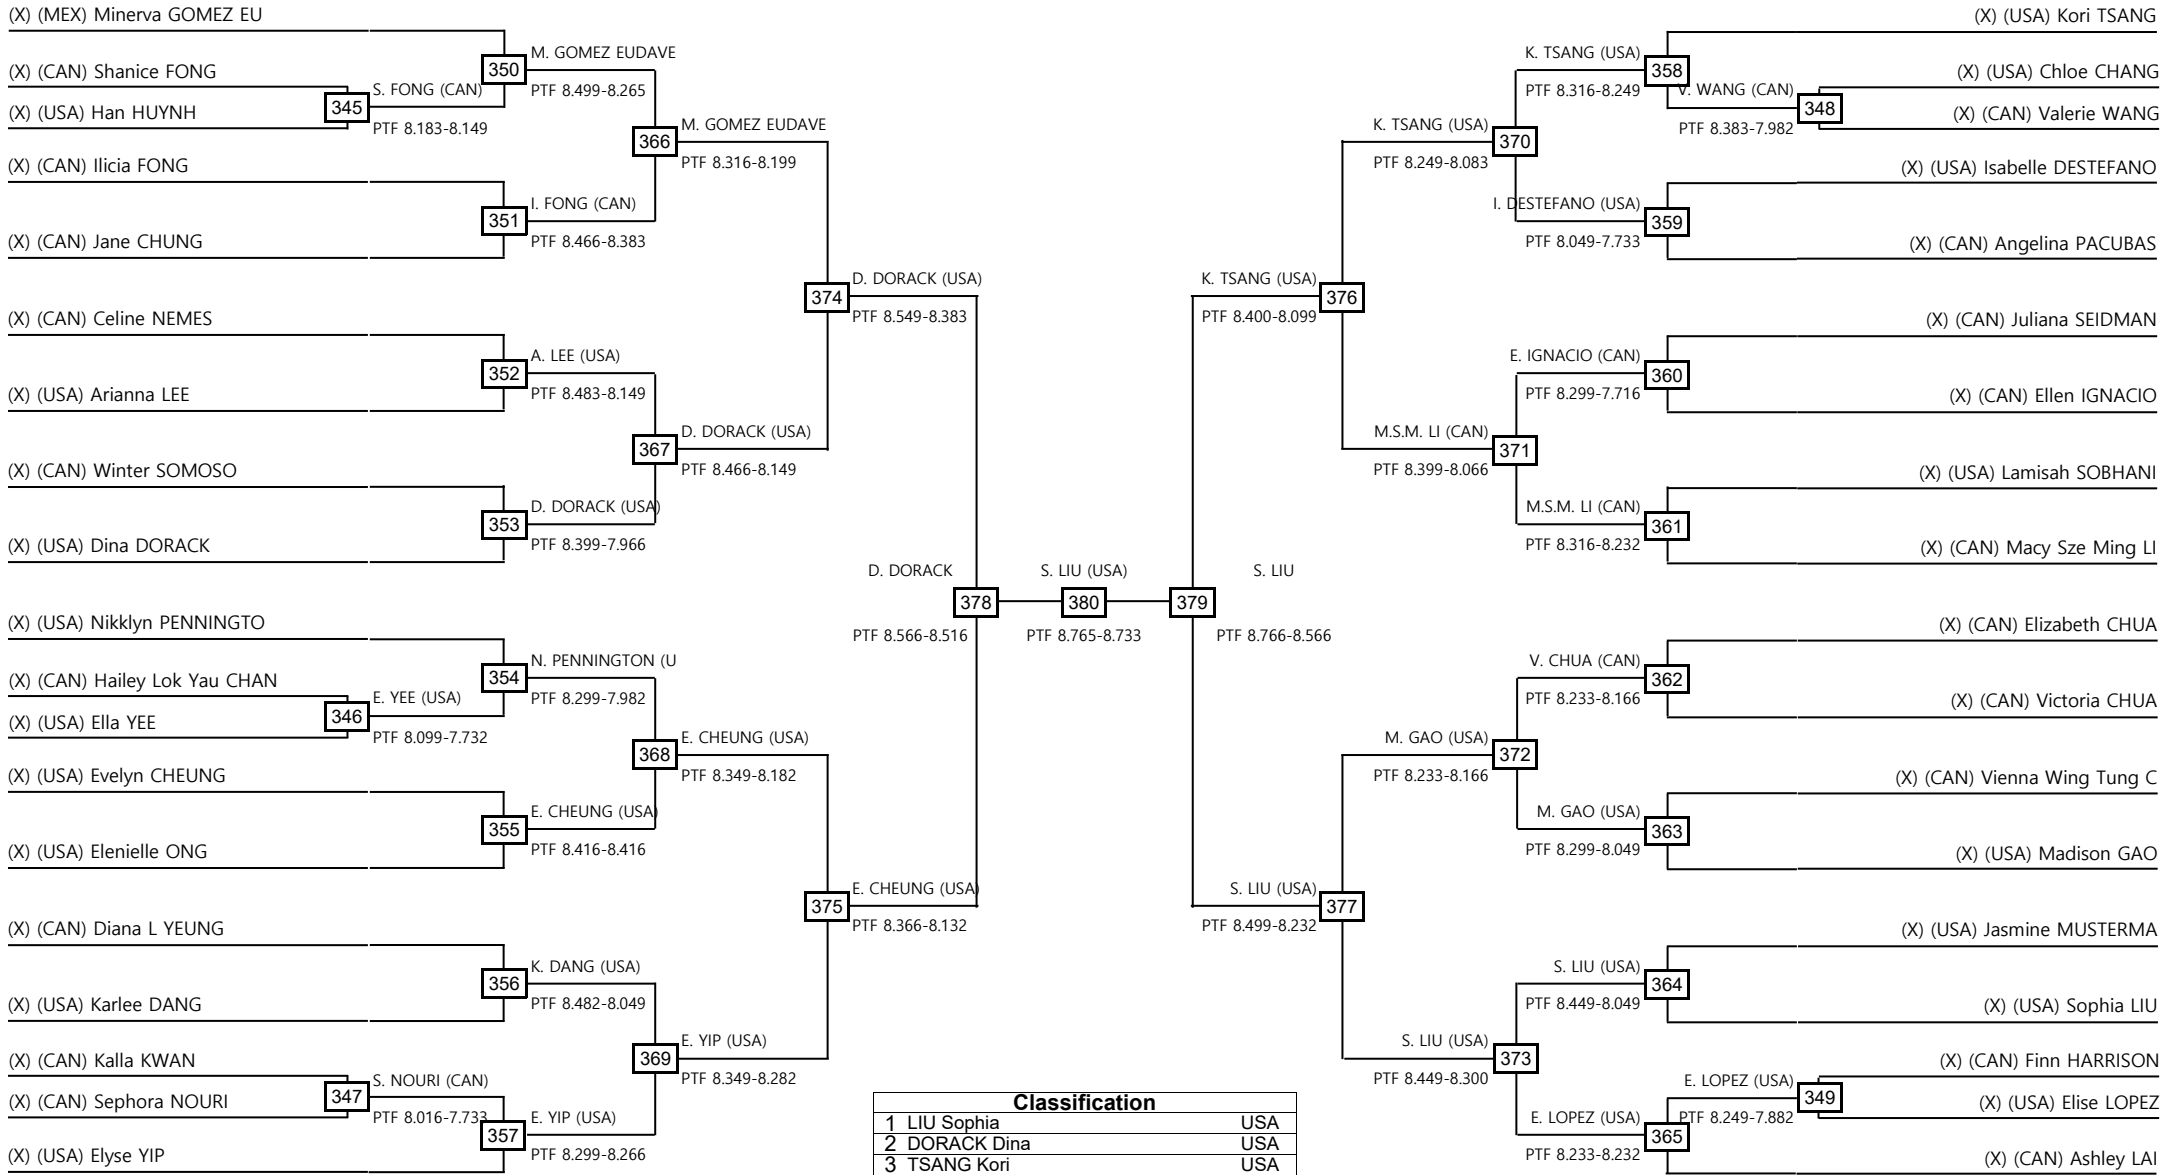 (X) (MEX) Minerva GOMEZ EU
(X) (CAN) Shanice FONG
(X) (USA) Han HUYNH
(X) (CAN) Ilicia FONG
(X) (CAN) Jane CHUNG
(X) (CAN) Celine NEMES
(X) (USA) Arianna LEE
(X) (CAN) Winter SOMOSO
(X) (USA) Dina DORACK
(X) (USA) Nikklyn PENNINGTO
(X) (CAN) Hailey Lok Yau CHAN
(X) (USA) Ella YEE
(X) (USA) Evelyn CHEUNG
(X) (USA) Elenielle ONG
(X) (CAN) Diana L YEUNG
(X) (USA) Karlee DANG
(X) (CAN) Kalla KWAN
(X) (CAN) Sephora NOURI
(X) (USA) Elyse YIP
S. FONG (CAN)
345
PTF 8.183-8.149
E. YEE (USA)
346
PTF 8.099-7.732
S. NOURI (CAN)
347
PTF 8.016-7.733
M. GOMEZ EUDAVE
350
PTF 8.499-8.265
I. FONG (CAN)
351
PTF 8.466-8.383
A. LEE (USA)
352
PTF 8.483-8.149
D. DORACK (USA)
353
PTF 8.399-7.966
N. PENNINGTON (U
354
PTF 8.299-7.982
E. CHEUNG (USA)
355
PTF 8.416-8.416
K. DANG (USA)
356
PTF 8.482-8.049
E. YIP (USA)
357
PTF 8.299-8.266
M. GOMEZ EUDAVE
366
PTF 8.316-8.199
D. DORACK (USA)
367
PTF 8.466-8.149
E. CHEUNG (USA)
368
PTF 8.349-8.182
E. YIP (USA)
369
PTF 8.349-8.282
D. DORACK (USA)
374
PTF 8.549-8.383
E. CHEUNG (USA)
375
PTF 8.366-8.132
D. DORACK
378
PTF 8.566-8.516
S. LIU (USA)
380
PTF 8.765-8.733
S. LIU
379
PTF 8.766-8.566
K. TSANG (USA)
376
PTF 8.400-8.099
S. LIU (USA)
377
PTF 8.499-8.232
K. TSANG (USA)
370
PTF 8.249-8.083
M.S.M. LI (CAN)
371
PTF 8.399-8.066
M. GAO (USA)
372
PTF 8.233-8.166
S. LIU (USA)
373
PTF 8.449-8.300
K. TSANG (USA)
358
PTF 8.316-8.249
I. DESTEFANO (USA)
359
PTF 8.049-7.733
E. IGNACIO (CAN)
360
PTF 8.299-7.716
M.S.M. LI (CAN)
361
PTF 8.316-8.232
V. CHUA (CAN)
362
PTF 8.233-8.166
M. GAO (USA)
363
PTF 8.299-8.049
S. LIU (USA)
364
PTF 8.449-8.049
E. LOPEZ (USA)
365
PTF 8.233-8.232
V. WANG (CAN)
348
PTF 8.383-7.982
E. LOPEZ (USA)
349
PTF 8.249-7.882
(X) (USA) Kori TSANG
(X) (USA) Chloe CHANG
(X) (CAN) Valerie WANG
(X) (USA) Isabelle DESTEFANO
(X) (CAN) Angelina PACUBAS
(X) (CAN) Juliana SEIDMAN
(X) (CAN) Ellen IGNACIO
(X) (USA) Lamisah SOBHANI
(X) (CAN) Macy Sze Ming LI
(X) (CAN) Elizabeth CHUA
(X) (CAN) Victoria CHUA
(X) (CAN) Vienna Wing Tung C
(X) (USA) Madison GAO
(X) (USA) Jasmine MUSTERMA
(X) (USA) Sophia LIU
(X) (CAN) Finn HARRISON
(X) (USA) Elise LOPEZ
(X) (CAN) Ashley LAI
Classification
1 LIU Sophia USA
2 DORACK Dina USA
3 TSANG Kori USA